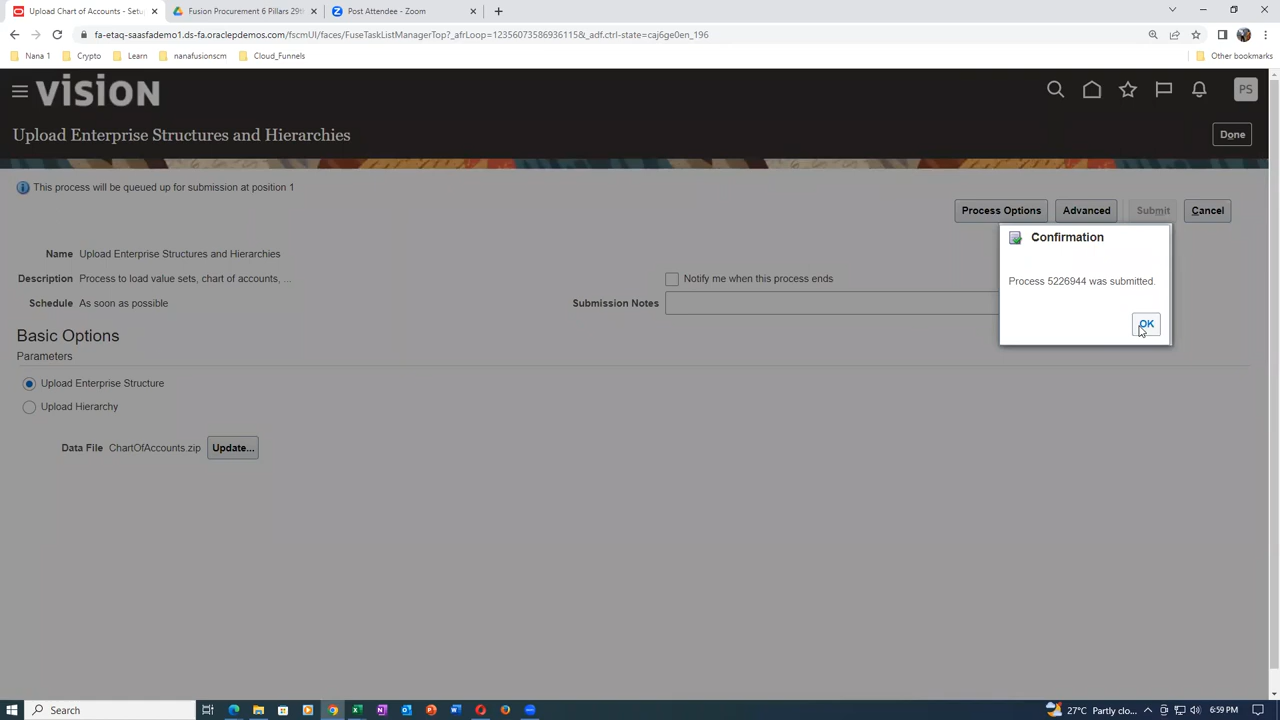 Upload Chart of Accounts - Setu
Fusion Procurement 6 Pillars 29th
Post Attendee - Zoom
fa-etaq-saasfademo1.ds-fa.oraclepdemos.com/fscmUI/faces/FuseTaskListManagerTop?_afrLoop=12356073586936115&_adf.ctrl-state=caj6ge0en_196
Nana 1
Crypto
Learn
nanafusionscm
Cloud_Funnels
Other bookmarks
VISION
PS
Upload Enterprise Structures and Hierarchies
Done
This process will be queued up for submission at position 1
Process Options
Advanced
Submit
Cancel
Confirmation
Process 5226944 was submitted.
OK
Name Upload Enterprise Structures and Hierarchies
Description Process to load value sets, chart of accounts, ...
Notify me when this process ends
Schedule As soon as possible
Submission Notes
Basic Options
Parameters
Upload Enterprise Structure
Upload Hierarchy
Data File ChartOfAccounts.zip Update...
Search
27°C Partly clo...
6:59 PM